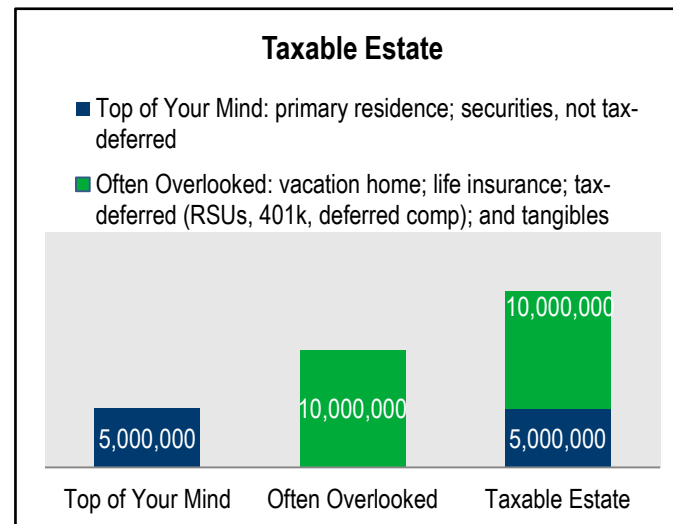 Taxable Estate
Top of Your Mind: primary residence; securities, not tax-
deferred
Often Overlooked: vacation home; life insurance; tax-
deferred (RSUs, 401k, deferred comp); and tangibles
10,000,000
10,000,000
5,000,000
5,000,000
Top of Your Mind Often Overlooked Taxable Estate